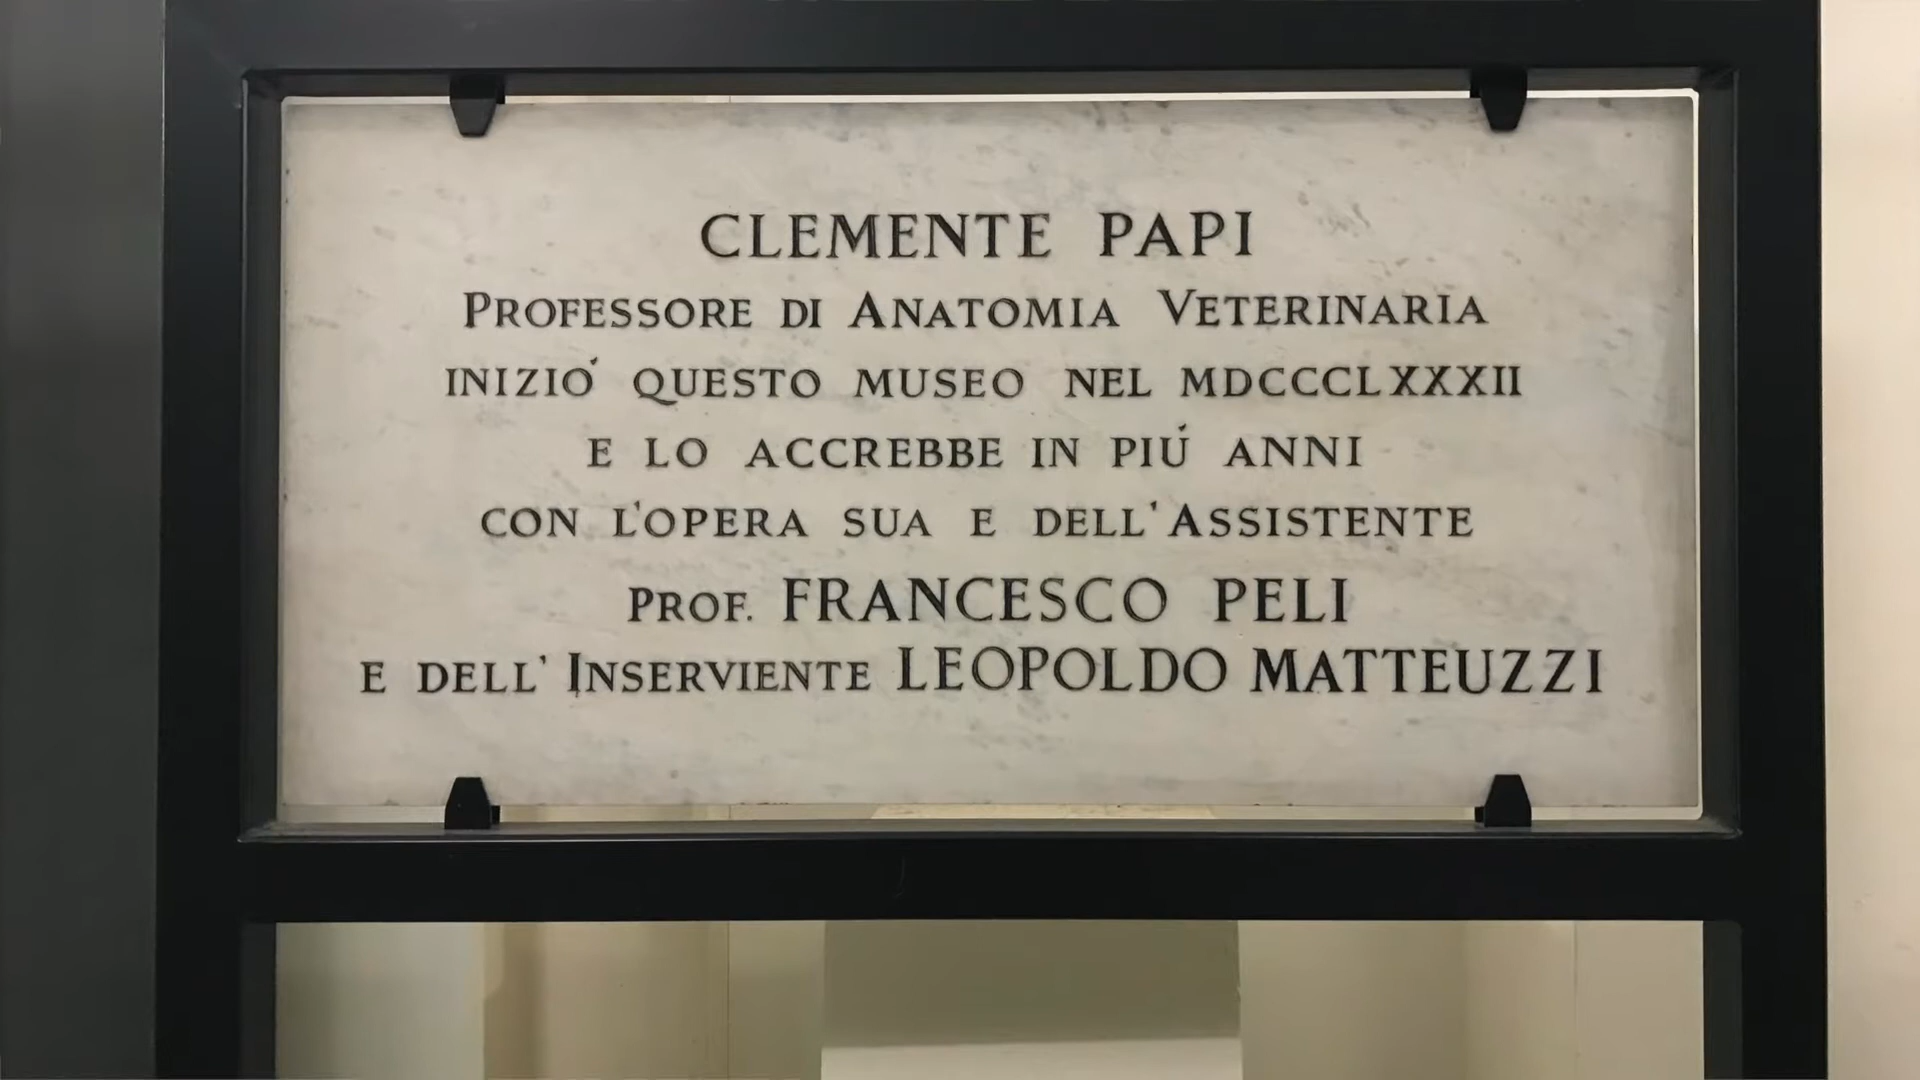 CLEMENTE PAPI
PROFESSORE DI ANATOMIA VETERINARIA
INIZIÓ QUESTO MUSEO NEL MDCCCLXXXII
E LO ACCREBBE IN PIÚ ANNI
CON L'OPERA SUA E DELL'ASSISTENTE
PROF. FRANCESCO PELI
E DELL'INSERVIENTE LEOPOLDO MATTEUZZI